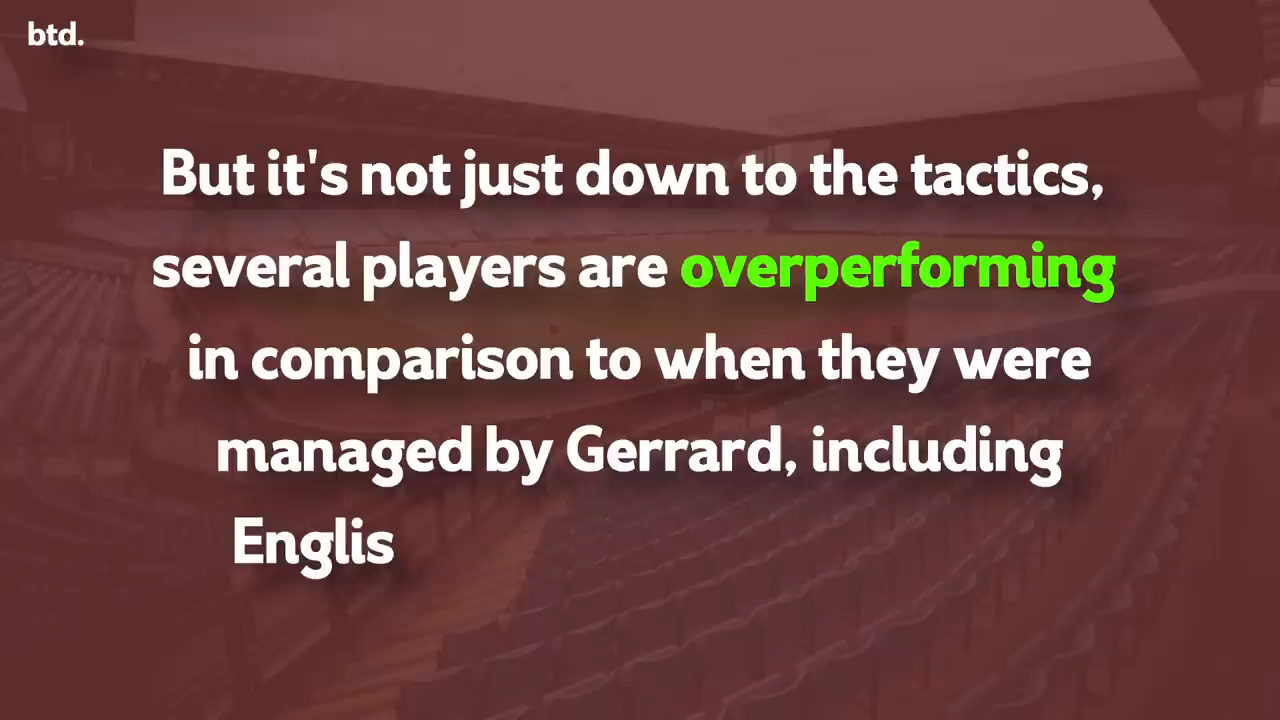 btd.
But it's not just down to the tactics,
several players are overperforming
in comparison to when they were
managed by Gerrard, including
Englis